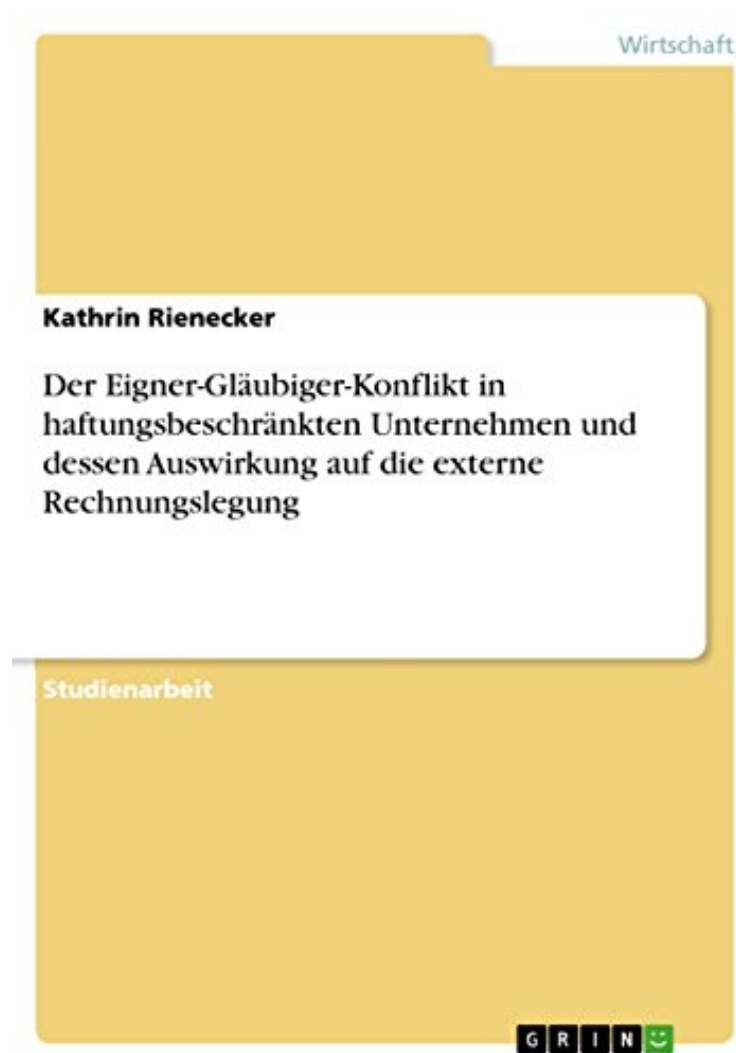 Wirtschaft
Kathrin Rienecker
Der Eigner-Gläubiger-Konflikt in
haftungsbeschränkten Unternehmen und
dessen Auswirkung auf die externe
Rechnungslegung
Studienarbeit
GRIN